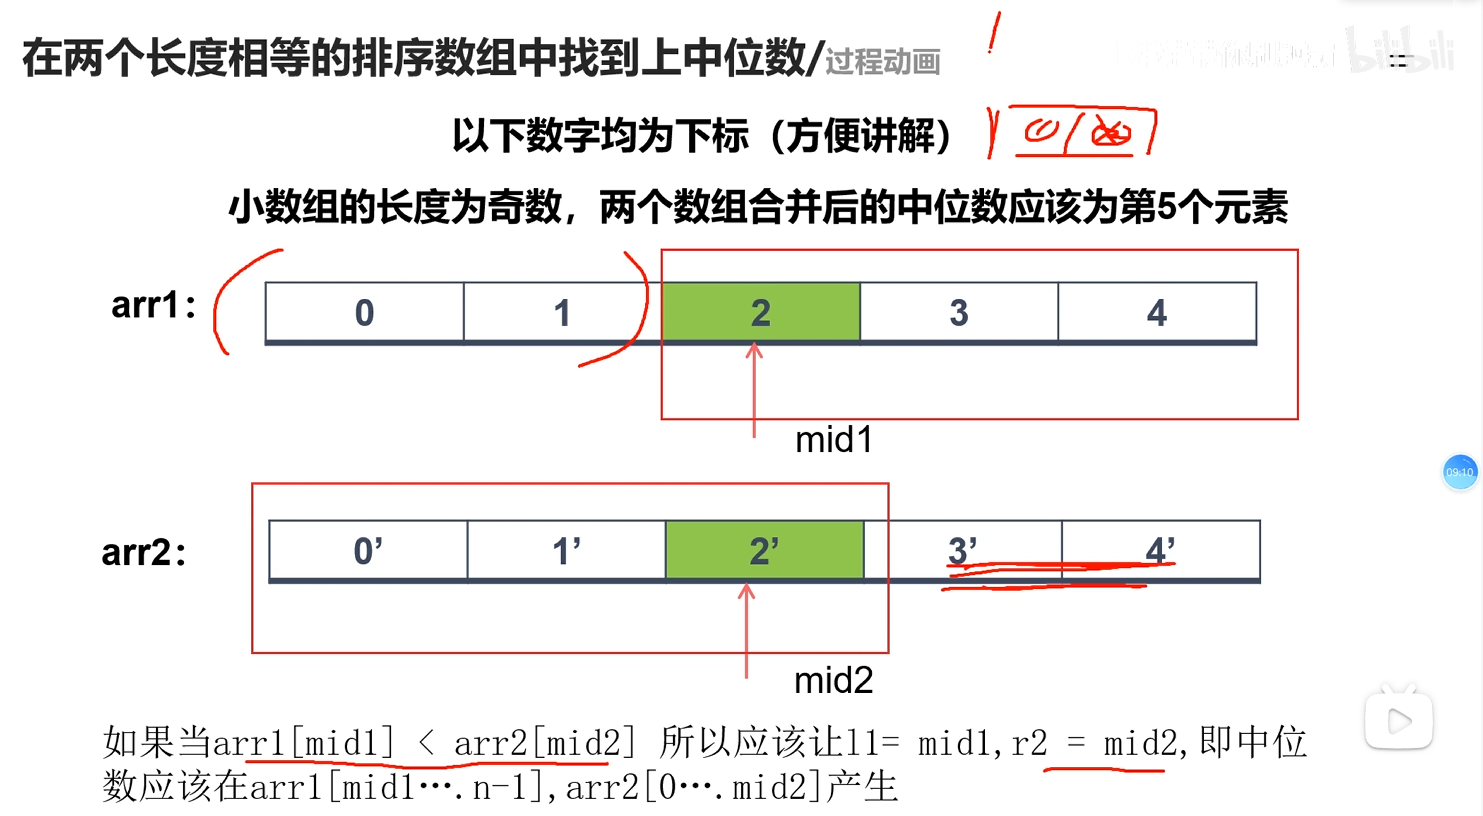 在两个长度相等的排序数组中找到上中位数/过程动画
bilibili
以下数字均为下标（方便讲解）
小数组的长度为奇数，两个数组合并后的中位数应该为第5个元素
arr1：
0 1 2 3 4
mid1
09:10
arr2：
0’ 1’ 2’ 3’ 4’
mid2
如果当arr1[mid1] < arr2[mid2] 所以应该让l1= mid1,r2 = mid2,即中位
数应该在arr1[mid1….n-1],arr2[0….mid2]产生